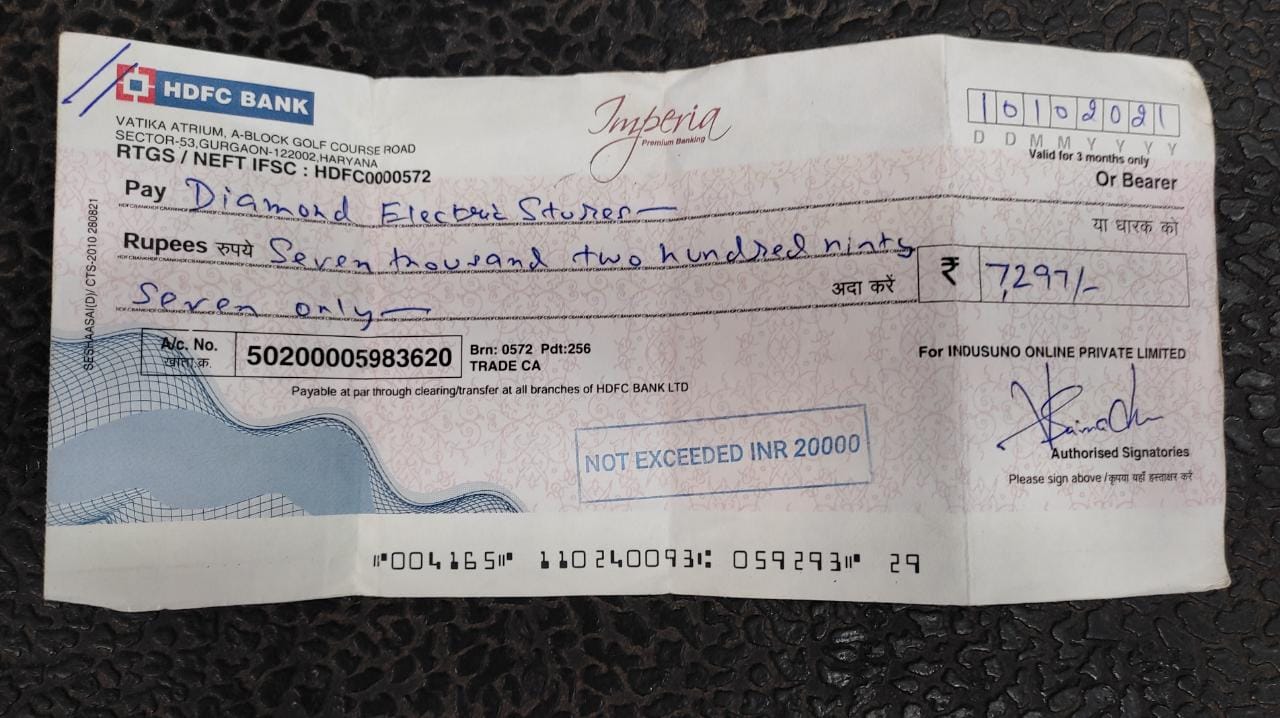 HDFC BANK
Imperia
Premium Banking
VATIKA ATRIUM, A-BLOCK GOLF COURSE ROAD
SECTOR-53,GURGAON-122002,HARYANA
RTGS / NEFT IFSC : HDFC0000572
10102021
D D M M Y Y Y Y
Valid for 3 months only
Pay Diamond Electric Stores
Or Bearer
या धारक को
Rupees रुपये Seven thousand two hundred ninty
seven only
अदा करें ₹ 7,297/-
A/c. No.
खाता क्र.
50200005983620
Brn: 0572 Pdt:256
TRADE CA
Payable at par through clearing/transfer at all branches of HDFC BANK LTD
For INDUSUNO ONLINE PRIVATE LIMITED
NOT EXCEEDED INR 20000
Authorised Signatories
Please sign above / कृपया यहाँ हस्ताक्षर करें
⑈004165⑈ 110240093⑆ 059293⑈ 29
CTS-2010 280821